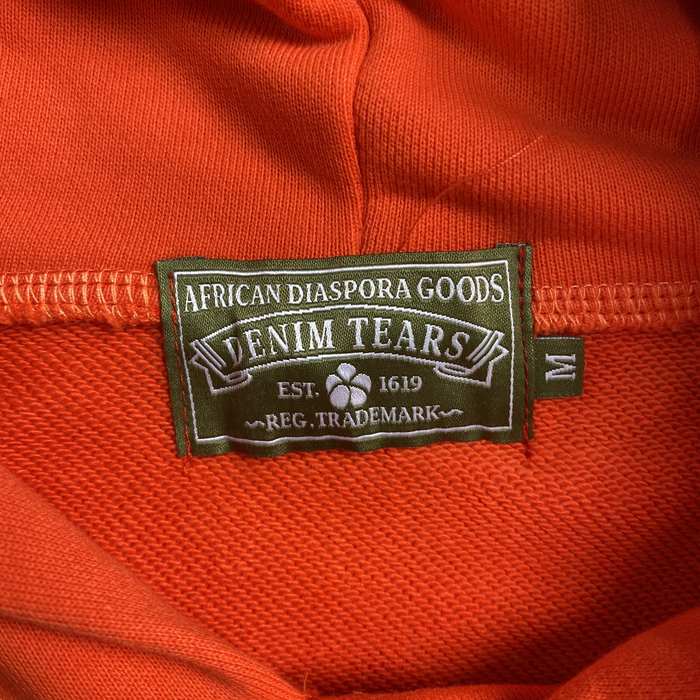 AFRICAN DIASPORA GOODS
DENIM TEARS
EST. 1619
~REG. TRADEMARK~
M